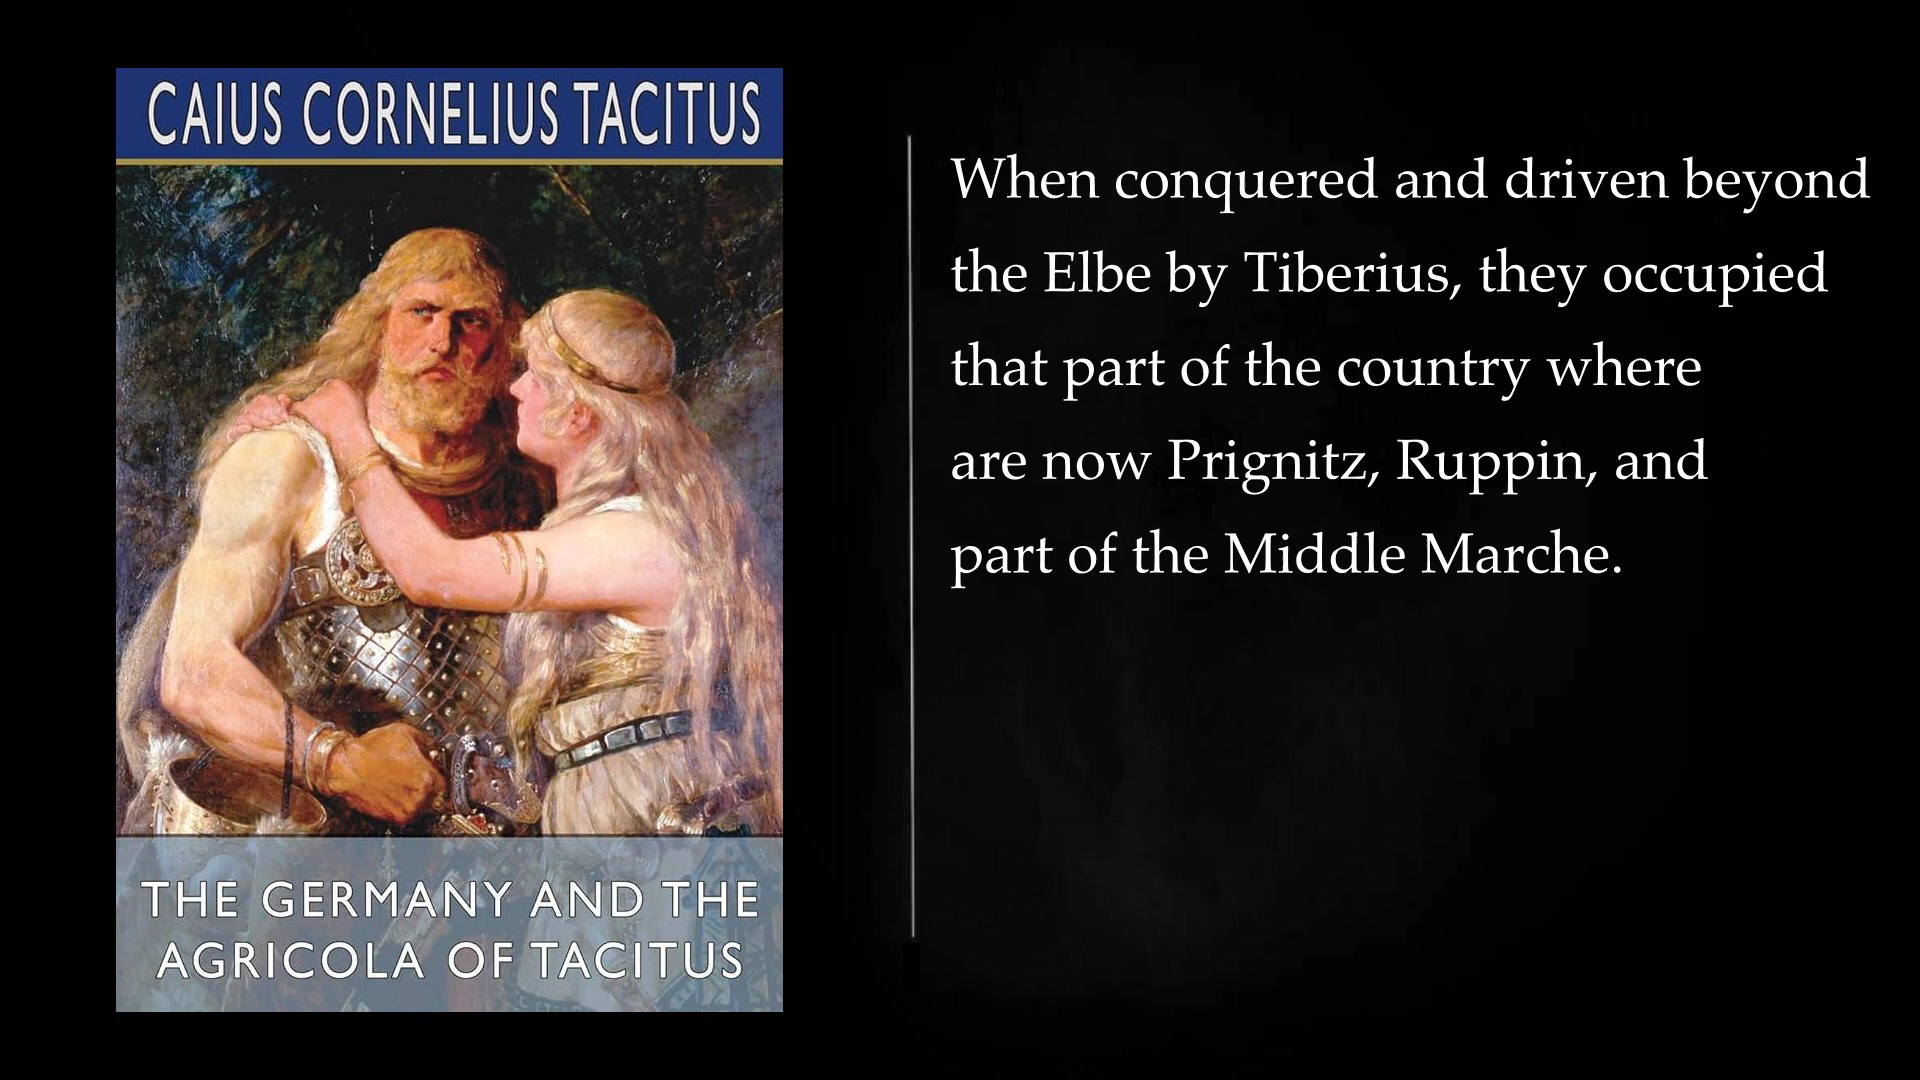 CAIUS CORNELIUS TACITUS
THE GERMANY AND THE
AGRICOLA OF TACITUS
When conquered and driven beyond
the Elbe by Tiberius, they occupied
that part of the country where
are now Prignitz, Ruppin, and
part of the Middle Marche.